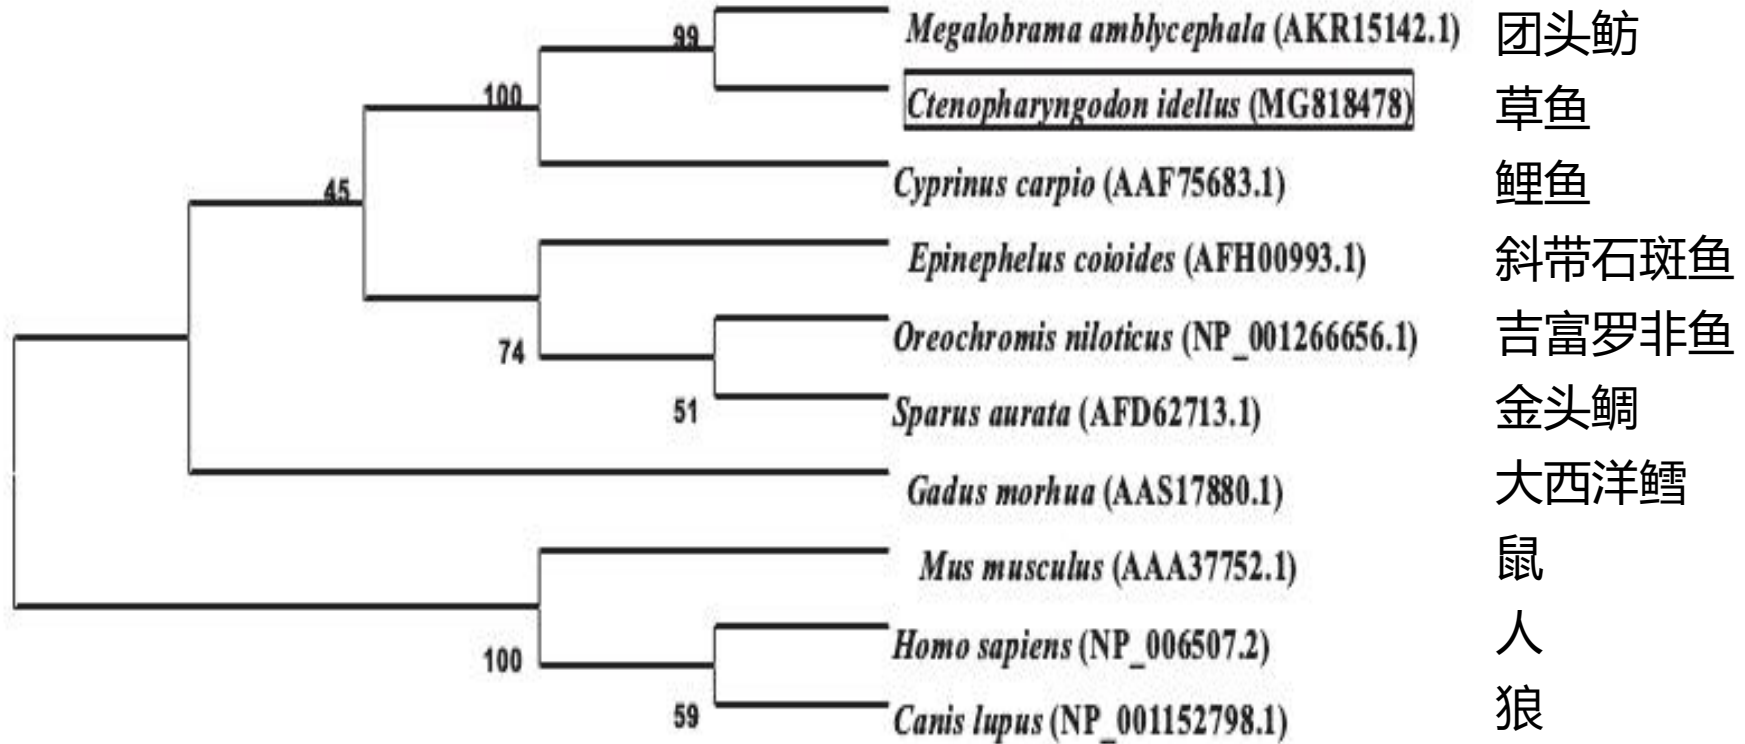 99
Megalobrama amblycephala (AKR15142.1) 团头鲂
100
Ctenopharyngodon idellus (MG818478) 草鱼
45
Cyprinus carpio (AAF75683.1) 鲤鱼
Epinephelus coioides (AFH00993.1) 斜带石斑鱼
74
Oreochromis niloticus (NP_001266656.1) 吉富罗非鱼
51
Sparus aurata (AFD62713.1) 金头鲷
Gadus morhua (AAS17880.1) 大西洋鳕
Mus musculus (AAA37752.1) 鼠
100
Homo sapiens (NP_006507.2) 人
59
Canis lupus (NP_001152798.1) 狼